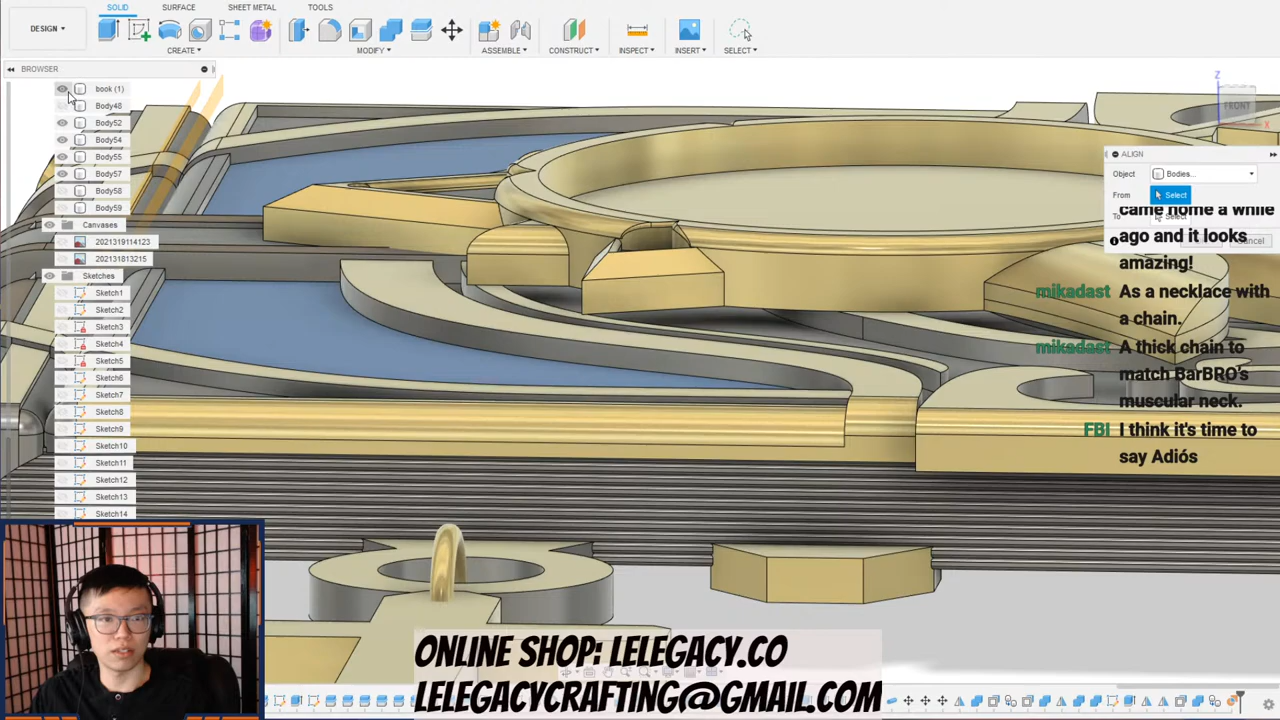 SOLID SURFACE SHEET METAL TOOLS
DESIGN
CREATE MODIFY ASSEMBLE CONSTRUCT INSPECT INSERT SELECT
BROWSER
book (1)
Body48
Body52
Body54
Body55
Body57
Body58
Body59
Canvases
2021319114123
202131813215
Sketches
Sketch1
Sketch2
Sketch3
Sketch4
Sketch5
Sketch6
Sketch7
Sketch8
Sketch9
Sketch10
Sketch11
Sketch12
Sketch13
Sketch14
Z
FRONT
X
ALIGN
Object Bodies...
From Select
To Select
came home a while
ago and it looks
amazing!
mikadast As a necklace with
a chain.
mikadast A thick chain to
match BarBRO's
muscular neck.
FBI I think it's time to
say Adiós
ONLINE SHOP: LELEGACY.CO
LELEGACYCRAFTING@GMAIL.COM